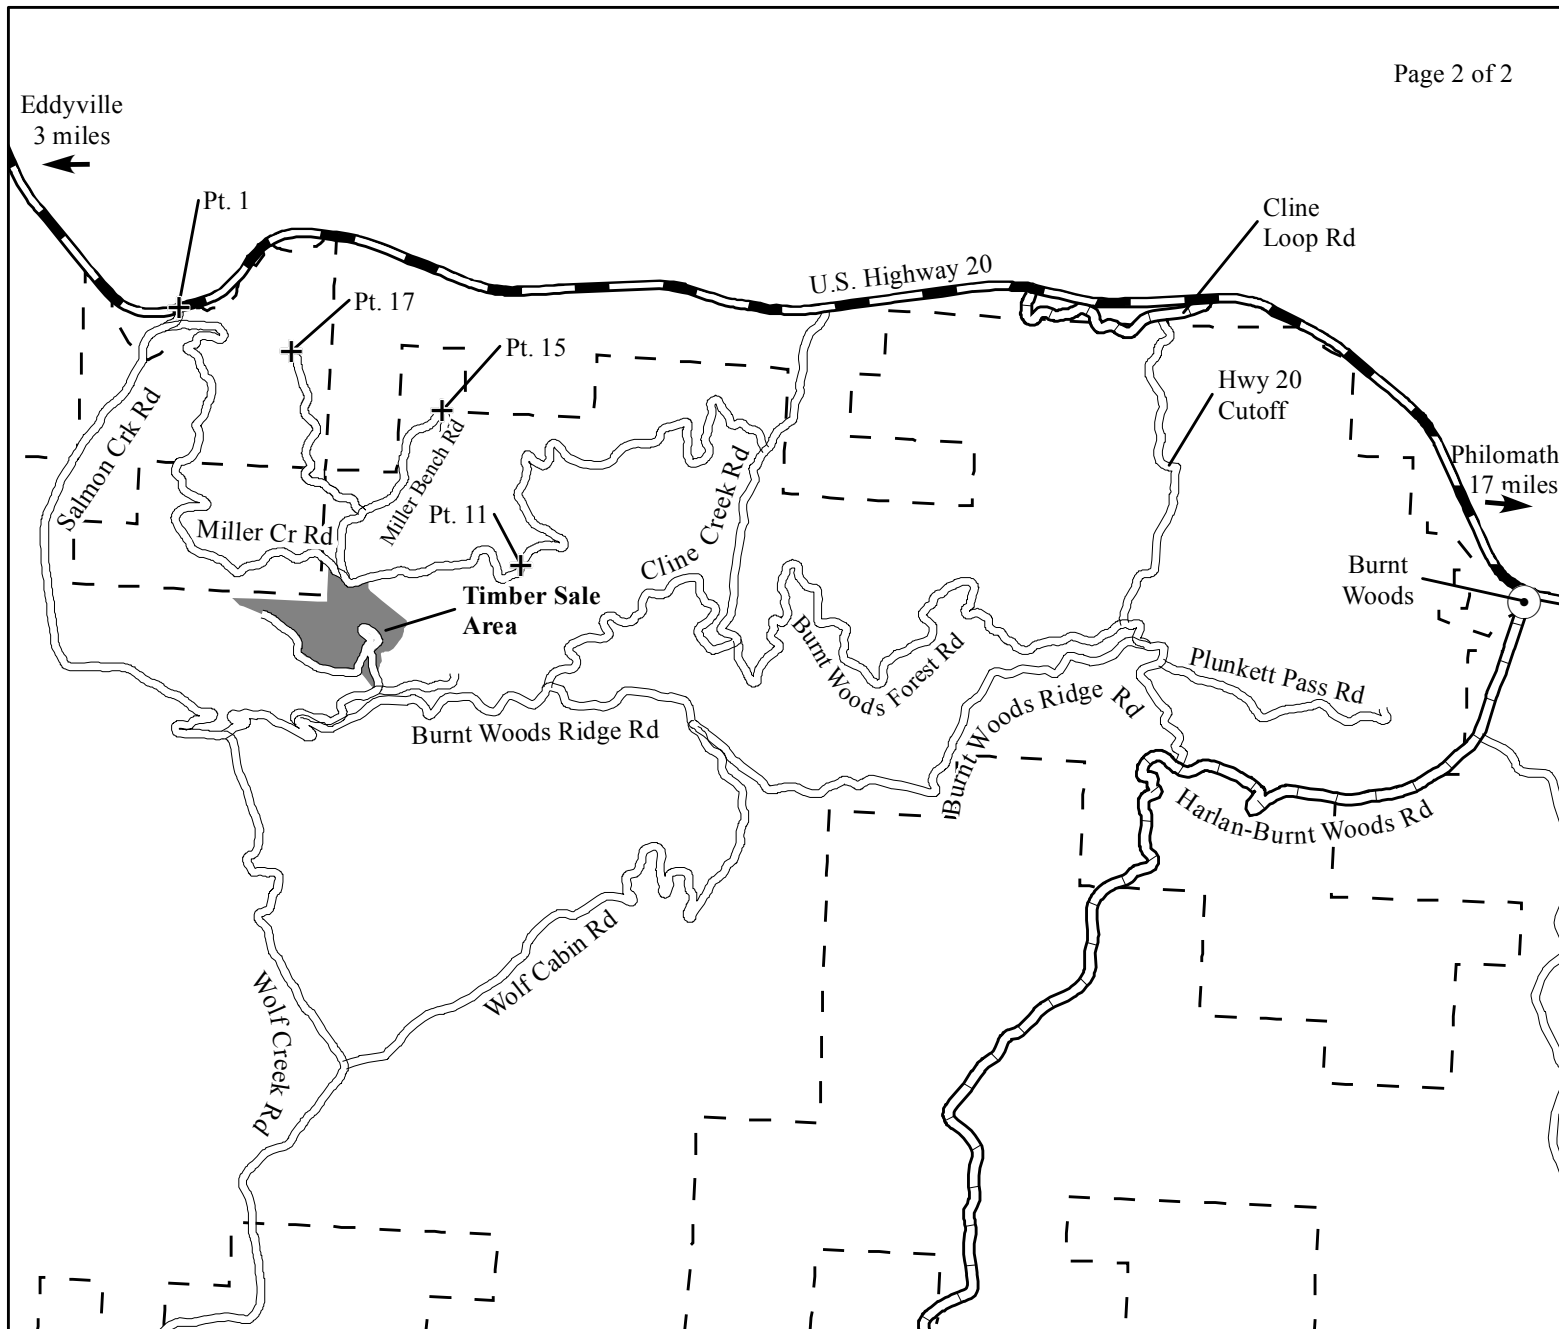 Page 2 of 2
Eddyville
3 miles
Pt. 1
Cline
Loop Rd
U.S. Highway 20
Pt. 17
Pt. 15
Hwy 20
Cutoff
Salmon Crk Rd
Miller Bench Rd
Philomath
17 miles
Cline Creek Rd
Pt. 11
Miller Cr Rd
Burnt
Woods
Timber Sale
Area
Burnt Woods Forest Rd
Plunkett Pass Rd
Burnt Woods Ridge Rd
Burnt Woods Ridge Rd
Harlan-Burnt Woods Rd
Wolf Cabin Rd
Wolf Creek Rd